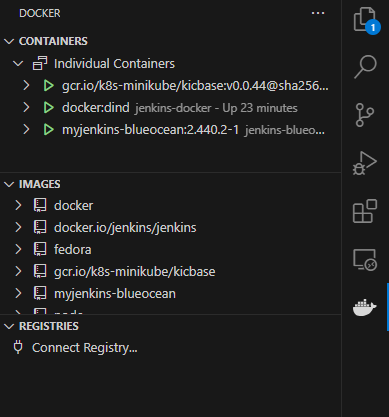 DOCKER
...
CONTAINERS
Individual Containers
gcr.io/k8s-minikube/kicbase:v0.0.44@sha256...
docker:dind jenkins-docker - Up 23 minutes
myjenkins-blueocean:2.440.2-1 jenkins-blueo...
IMAGES
docker
docker.io/jenkins/jenkins
fedora
gcr.io/k8s-minikube/kicbase
myjenkins-blueocean
REGISTRIES
Connect Registry...
1